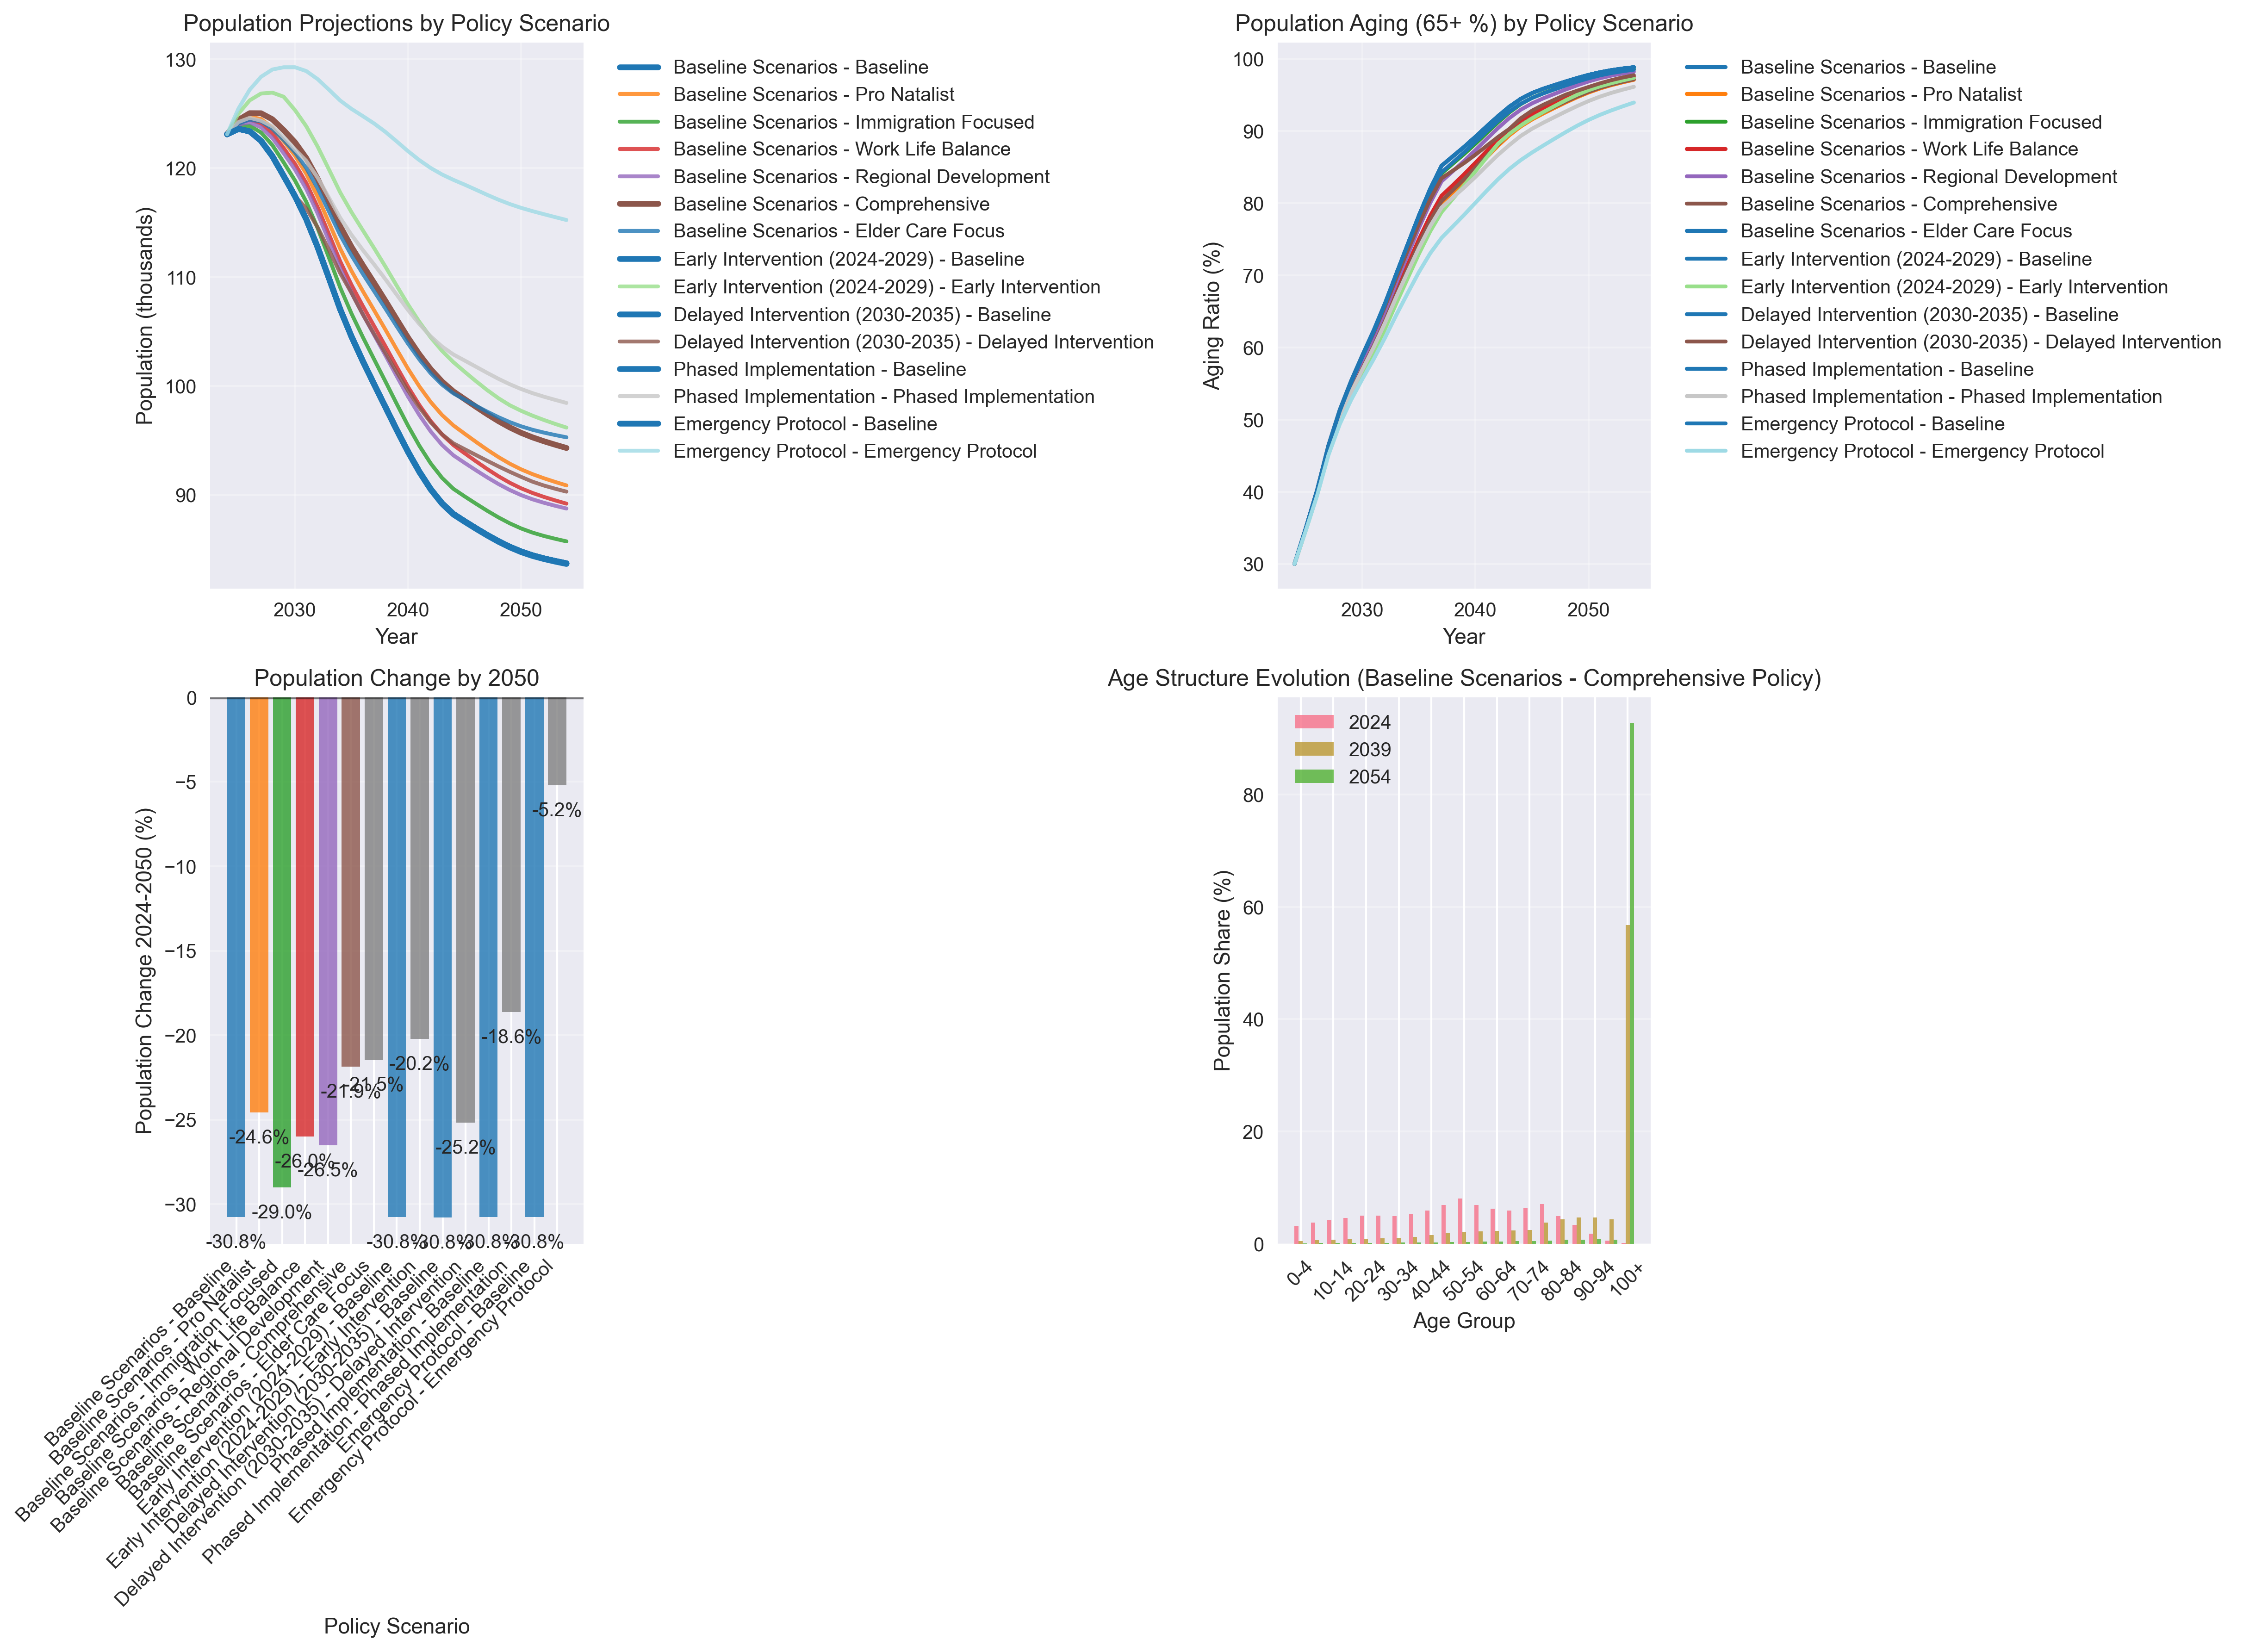 Population Projections by Policy Scenario
130
120
110
100
90
Population (thousands)
2030
2040
2050
Year
Baseline Scenarios - Baseline
Baseline Scenarios - Pro Natalist
Baseline Scenarios - Immigration Focused
Baseline Scenarios - Work Life Balance
Baseline Scenarios - Regional Development
Baseline Scenarios - Comprehensive
Baseline Scenarios - Elder Care Focus
Early Intervention (2024-2029) - Baseline
Early Intervention (2024-2029) - Early Intervention
Delayed Intervention (2030-2035) - Baseline
Delayed Intervention (2030-2035) - Delayed Intervention
Phased Implementation - Baseline
Phased Implementation - Phased Implementation
Emergency Protocol - Baseline
Emergency Protocol - Emergency Protocol
Population Aging (65+ %) by Policy Scenario
100
90
80
70
60
50
40
30
Aging Ratio (%)
2030
2040
2050
Year
Baseline Scenarios - Baseline
Baseline Scenarios - Pro Natalist
Baseline Scenarios - Immigration Focused
Baseline Scenarios - Work Life Balance
Baseline Scenarios - Regional Development
Baseline Scenarios - Comprehensive
Baseline Scenarios - Elder Care Focus
Early Intervention (2024-2029) - Baseline
Early Intervention (2024-2029) - Early Intervention
Delayed Intervention (2030-2035) - Baseline
Delayed Intervention (2030-2035) - Delayed Intervention
Phased Implementation - Baseline
Phased Implementation - Phased Implementation
Emergency Protocol - Baseline
Emergency Protocol - Emergency Protocol
Population Change by 2050
0
−5
−10
−15
−20
−25
−30
Population Change 2024-2050 (%)
-30.8%
-24.6%
-29.0%
-26.0%
-26.5%
-21.9%
-21.5%
-30.8%
-20.2%
-30.8%
-25.2%
-30.8%
-18.6%
-30.8%
-5.2%
Baseline Scenarios - Baseline
Baseline Scenarios - Pro Natalist
Baseline Scenarios - Immigration Focused
Baseline Scenarios - Work Life Balance
Baseline Scenarios - Regional Development
Baseline Scenarios - Comprehensive
Baseline Scenarios - Elder Care Focus
Early Intervention (2024-2029) - Baseline
Early Intervention (2024-2029) - Early Intervention
Delayed Intervention (2030-2035) - Baseline
Delayed Intervention (2030-2035) - Delayed Intervention
Phased Implementation - Baseline
Phased Implementation - Phased Implementation
Emergency Protocol - Baseline
Emergency Protocol - Emergency Protocol
Policy Scenario
Age Structure Evolution (Baseline Scenarios - Comprehensive Policy)
2024
2039
2054
80
60
40
20
0
Population Share (%)
0-4
10-14
20-24
30-34
40-44
50-54
60-64
70-74
80-84
90-94
100+
Age Group